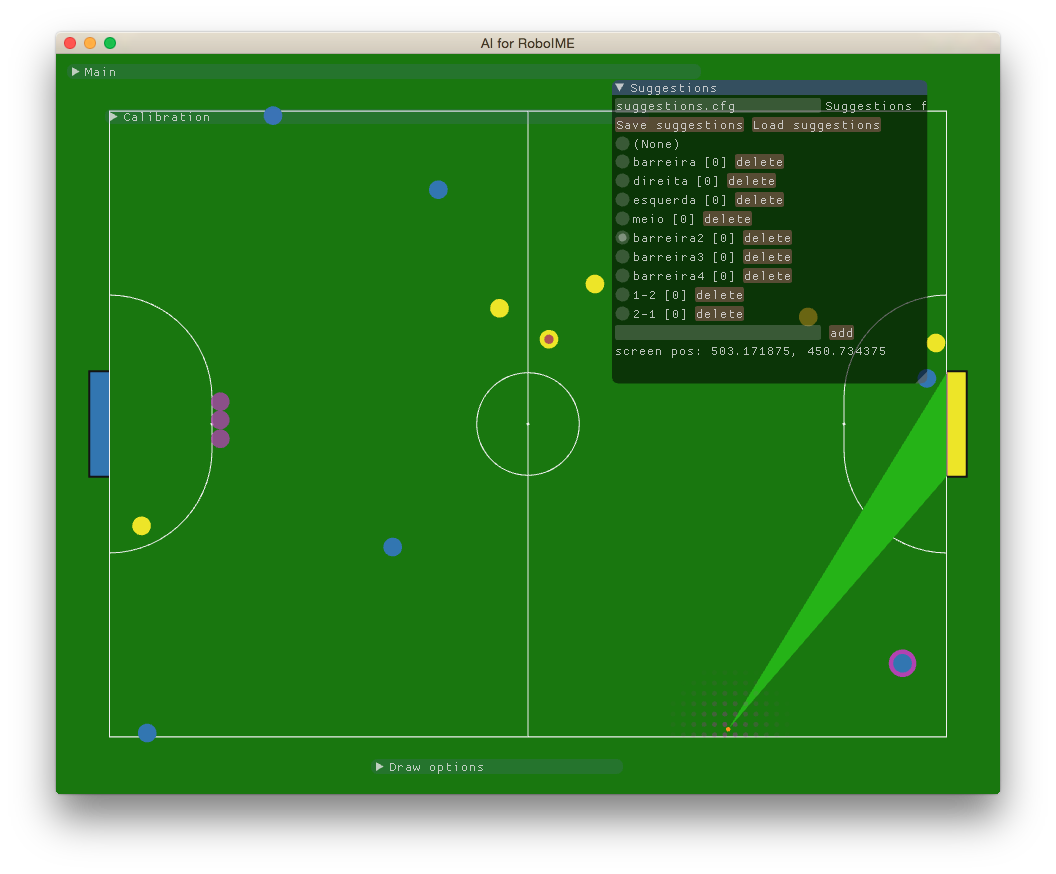 AI for RoboIME
Main
Suggestions
suggestions.cfg Suggestions f
Calibration
Save suggestions Load suggestions
(None)
barreira [0] delete
direita [0] delete
esquerda [0] delete
meio [0] delete
barreira2 [0] delete
barreira3 [0] delete
barreira4 [0] delete
1-2 [0] delete
2-1 [0] delete
add
screen pos: 503.171875, 450.734375
Draw options